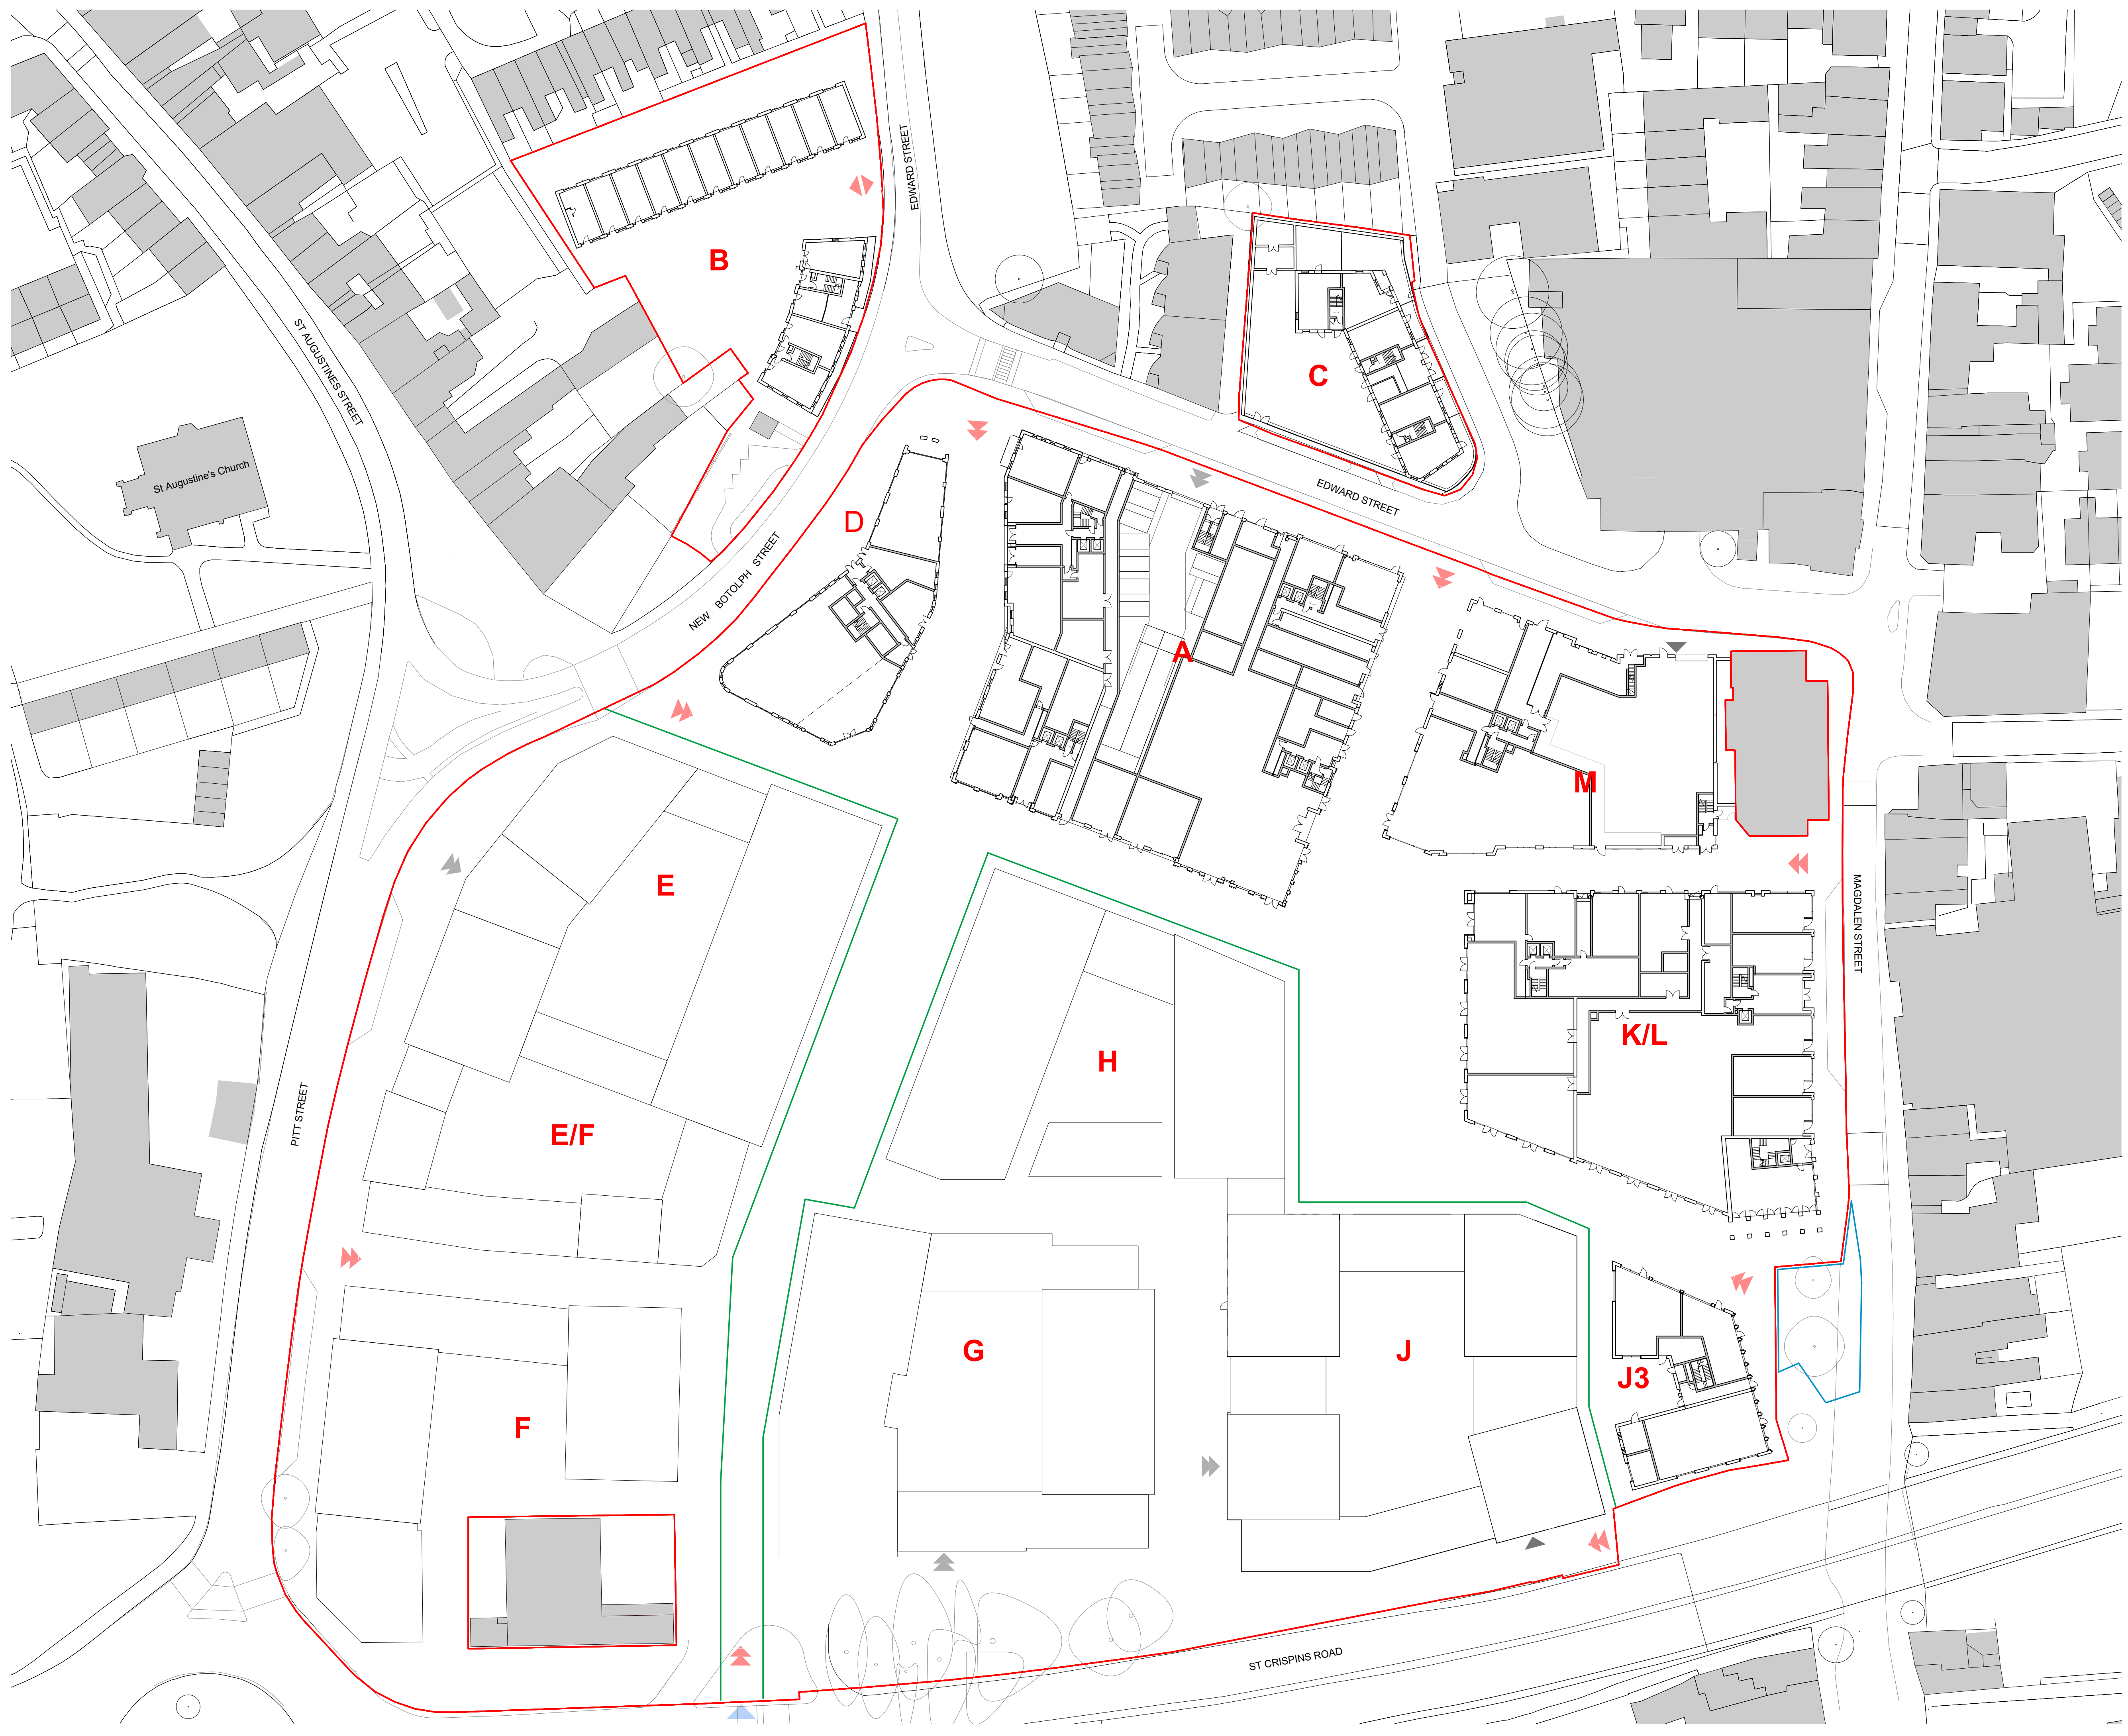 EDWARD STREET
B
ST AUGUSTINES STREET
C
St Augustine's Church
EDWARD STREET
D
NEW BOTOLPH STREET
A
M
E
MAGDALEN STREET
K/L
H
PITT STREET
E/F
G
J
J3
F
ST CRISPINS ROAD